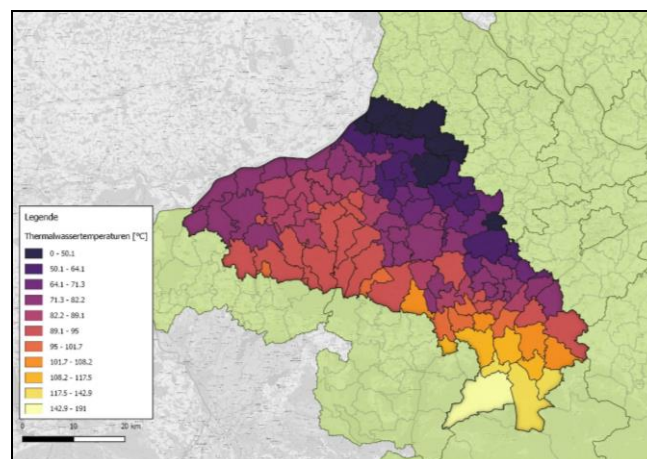 Legende
Thermalwassertemperaturen [°C]
0 - 50.1
50.1 - 64.1
64.1 - 71.3
71.3 - 82.2
82.2 - 89.1
89.1 - 95
95 - 101.7
101.7 - 108.2
108.2 - 117.5
117.5 - 142.9
142.9 - 191
0 10 20 km